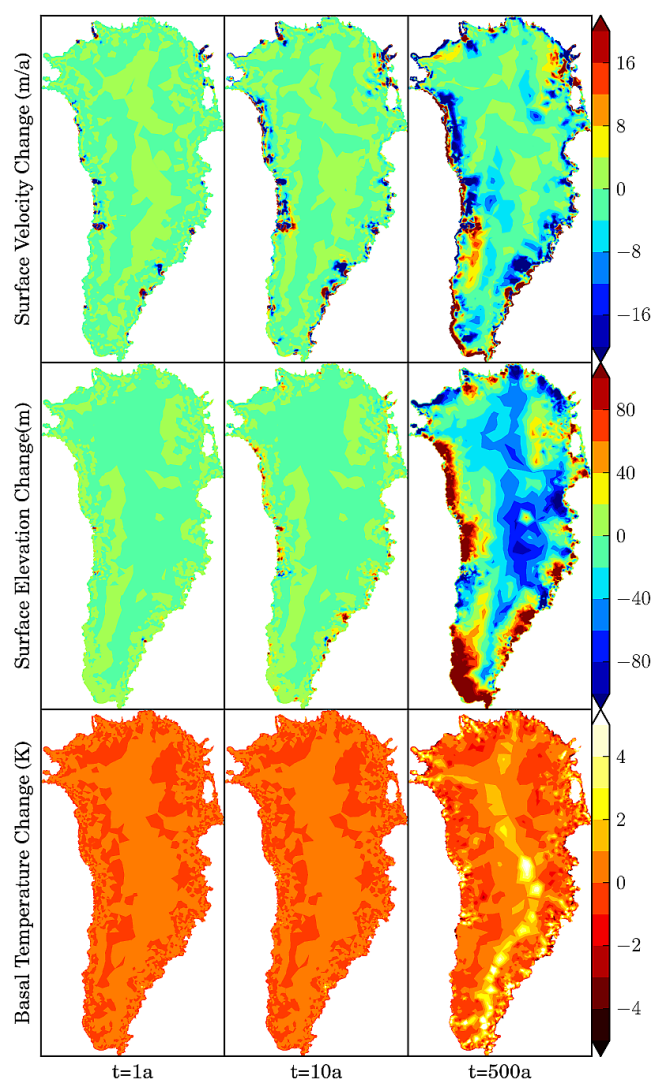 Surface Velocity Change (m/a)
16
8
0
−8
−16
Surface Elevation Change(m)
80
40
0
−40
−80
Basal Temperature Change (K)
4
2
0
−2
−4
t=1a
t=10a
t=500a